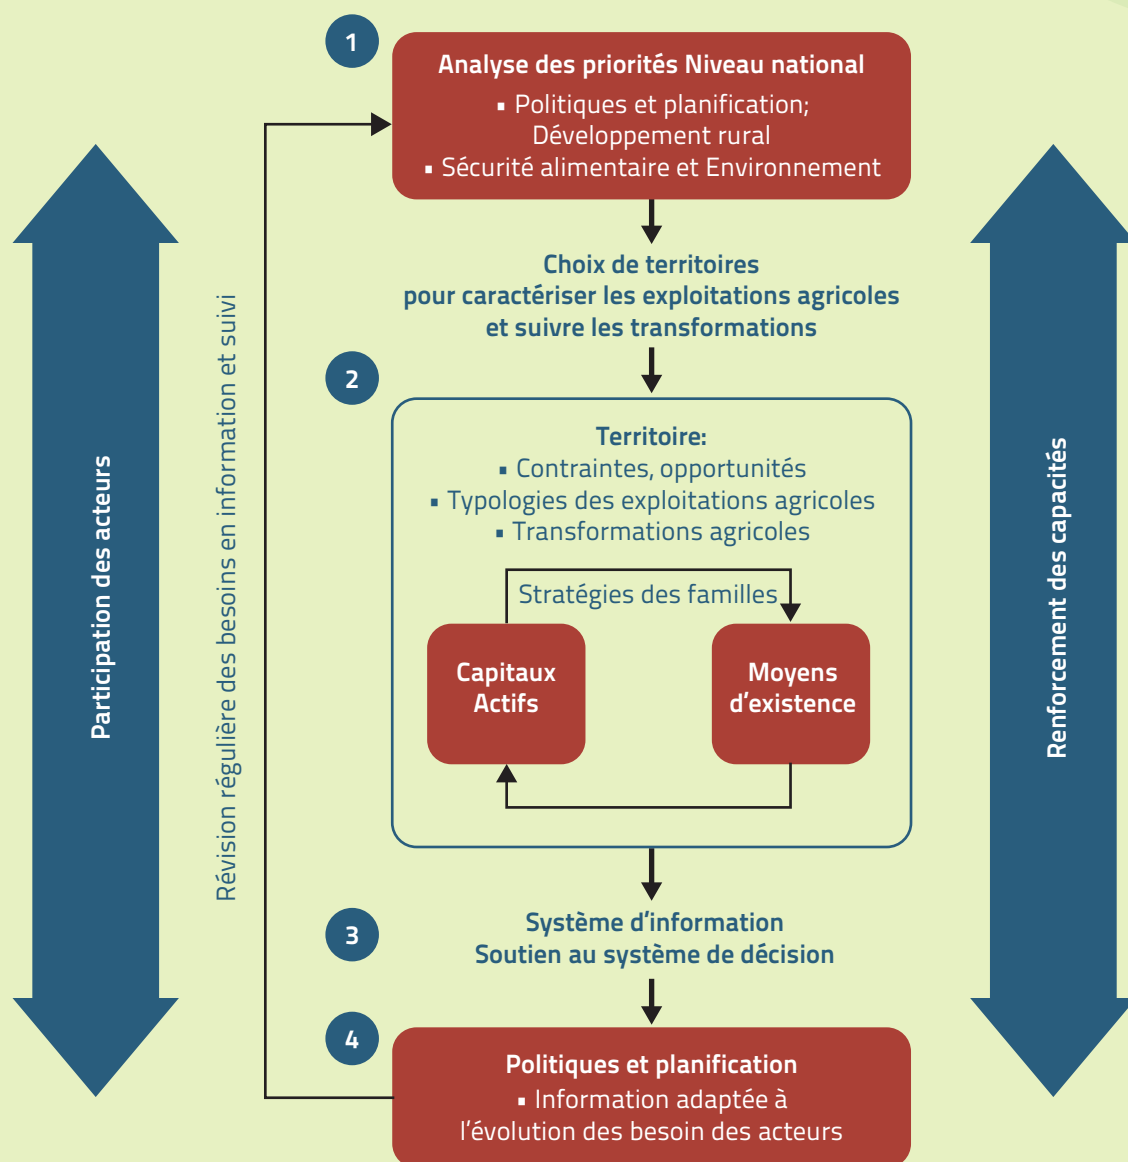 1
Analyse des priorités Niveau national
▪ Politiques et planification;
Développement rural
▪ Sécurité alimentaire et Environnement
Choix de territoires
pour caractériser les exploitations agricoles
et suivre les transformations
2
Territoire:
▪ Contraintes, opportunités
▪ Typologies des exploitations agricoles
▪ Transformations agricoles
Stratégies des familles
Capitaux
Actifs
Moyens
d'existence
3
Système d'information
Soutien au système de décision
4
Politiques et planification
▪ Information adaptée à
l'évolution des besoin des acteurs
Participation des acteurs
Révision régulière des besoins en information et suivi
Renforcement des capacités